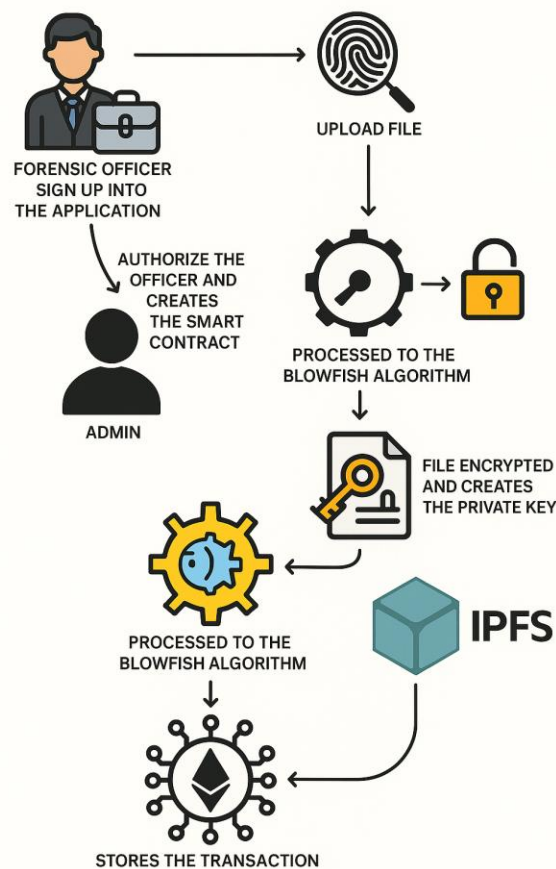 FORENSIC OFFICER
SIGN UP INTO
THE APPLICATION
UPLOAD FILE
AUTHORIZE THE
OFFICER AND
CREATES
THE SMART
CONTRACT
ADMIN
PROCESSED TO THE
BLOWFISH ALGORITHM
FILE ENCRYPTED
AND CREATES
THE PRIVATE KEY
PROCESSED TO THE
BLOWFISH ALGORITHM
IPFS
STORES THE TRANSACTION